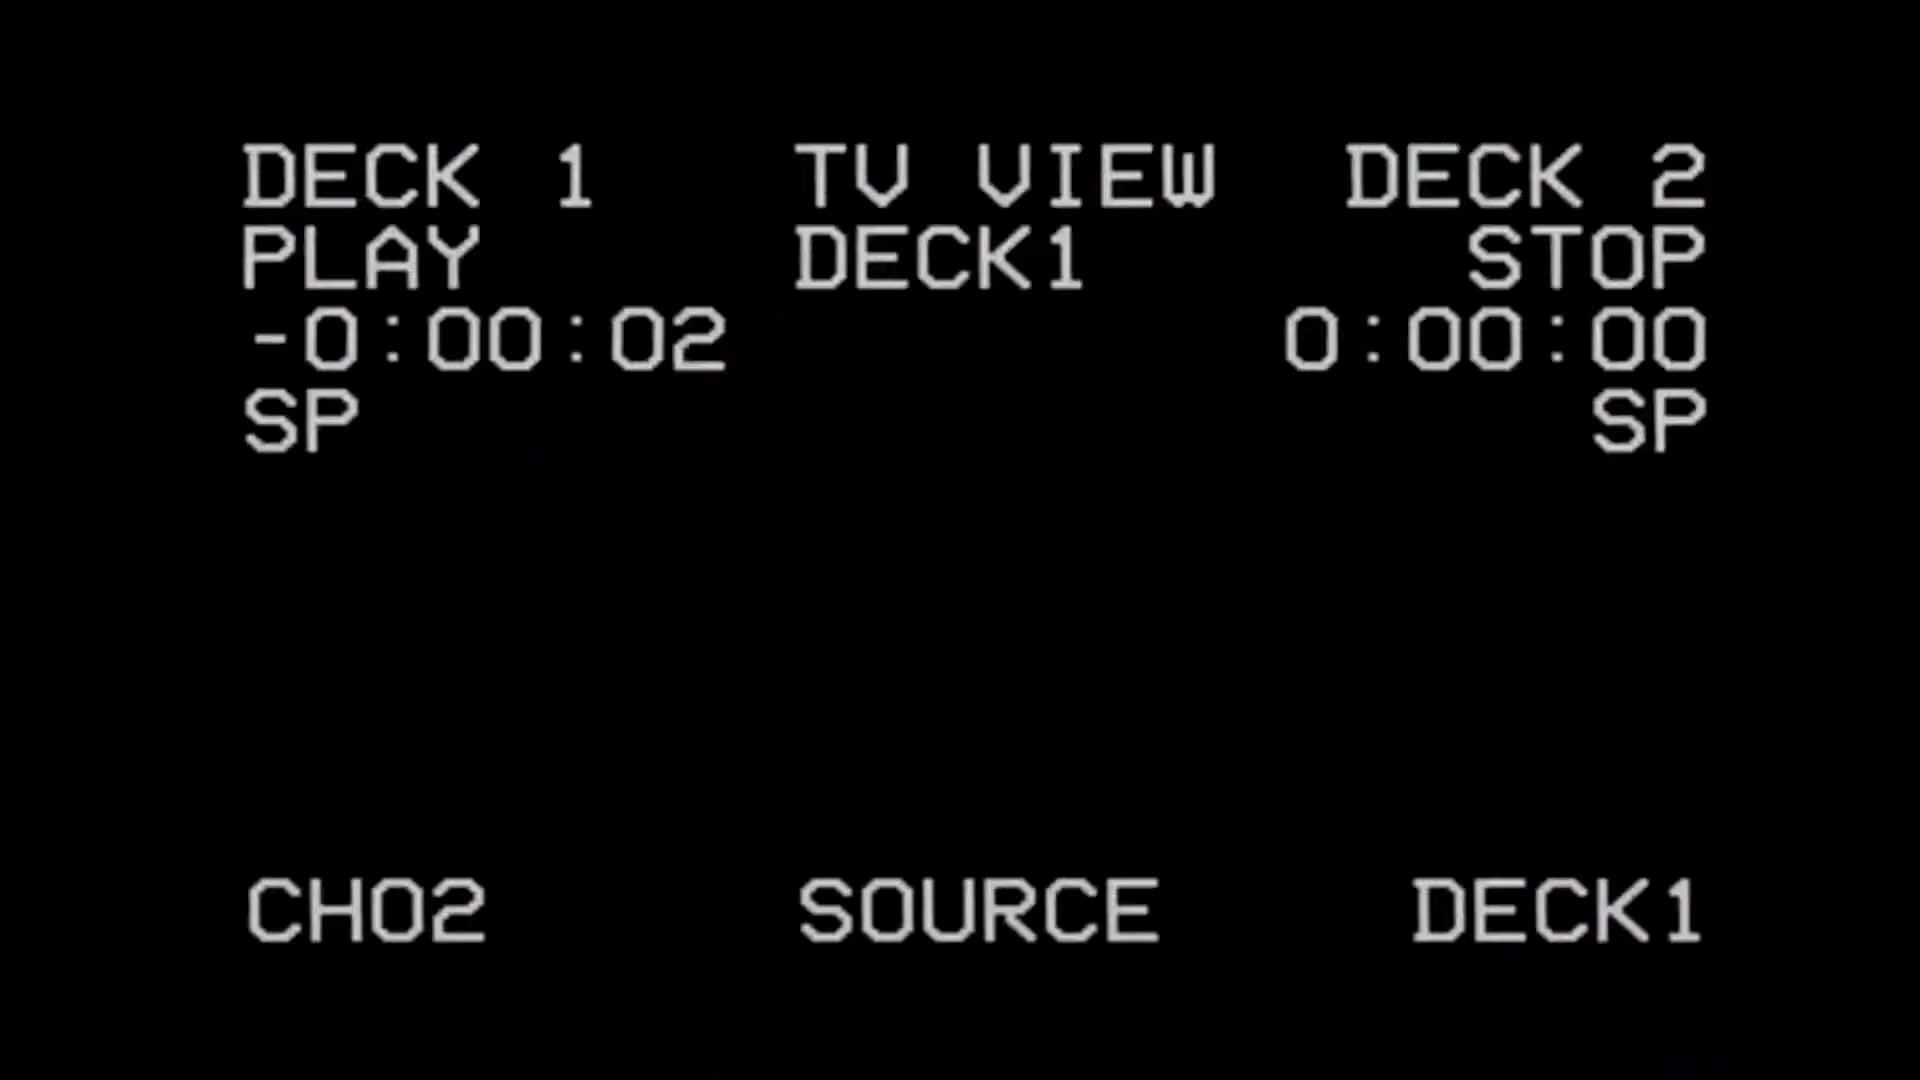 DECK 1 TV VIEW DECK 2
PLAY DECK1 STOP
-0:00:02 0:00:00
SP SP
CH02 SOURCE DECK1